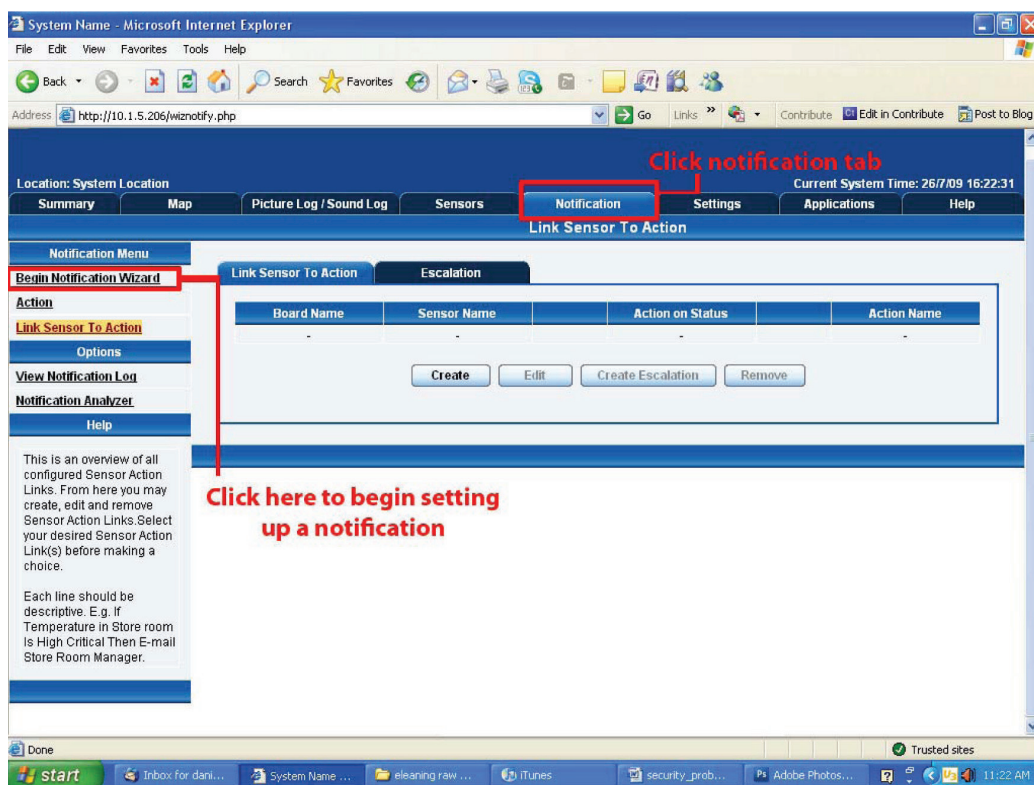 System Name - Microsoft Internet Explorer
File Edit View Favorites Tools Help
Back Search Favorites
Address http://10.1.5.206/wiznotify.php Go Links » Contribute Edit in Contribute Post to Blog
Click notification tab
Location: System Location Current System Time: 26/7/09 16:22:31
Summary Map Picture Log / Sound Log Sensors Notification Settings Applications Help
Link Sensor To Action
Notification Menu
Begin Notification Wizard
Action
Link Sensor To Action
Options
View Notification Log
Notification Analyzer
Help
This is an overview of all
configured Sensor Action
Links. From here you may
create, edit and remove
Sensor Action Links.Select
your desired Sensor Action
Link(s) before making a
choice.
Each line should be
descriptive. E.g. If
Temperature in Store room
Is High Critical Then E-mail
Store Room Manager.
Link Sensor To Action Escalation
Board Name Sensor Name Action on Status Action Name
- - - -
Create Edit Create Escalation Remove
Click here to begin setting
up a notification
Done Trusted sites
start Inbox for dani... System Name ... eleaning raw ... iTunes security_prob... Adobe Photos... 11:22 AM